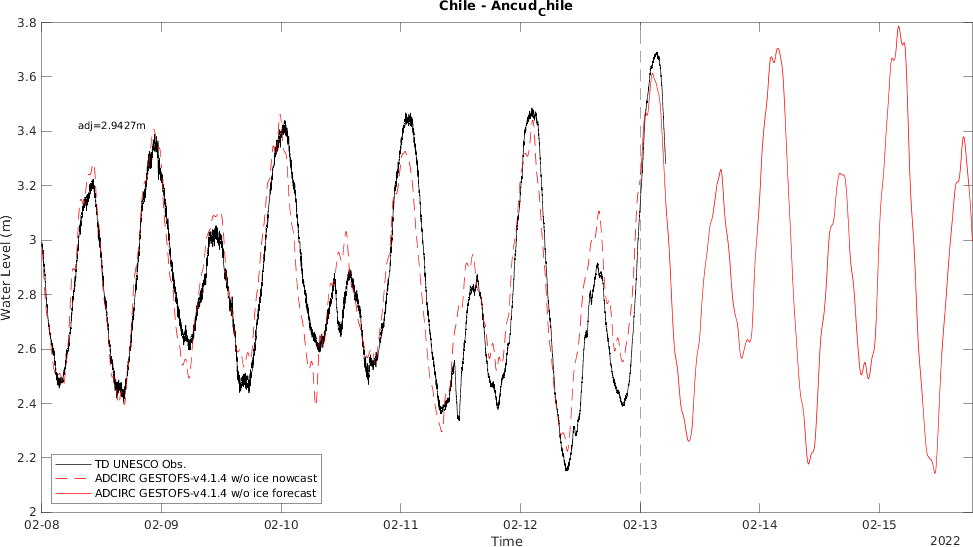 Chile - Ancud_Chile
3.8
3.6
3.4
3.2
3
2.8
2.6
2.4
2.2
2
Water Level (m)
adj=2.9427m
TD UNESCO Obs.
ADCIRC GESTOFS-v4.1.4 w/o ice nowcast
ADCIRC GESTOFS-v4.1.4 w/o ice forecast
02-08 02-09 02-10 02-11 02-12 02-13 02-14 02-15
Time
2022